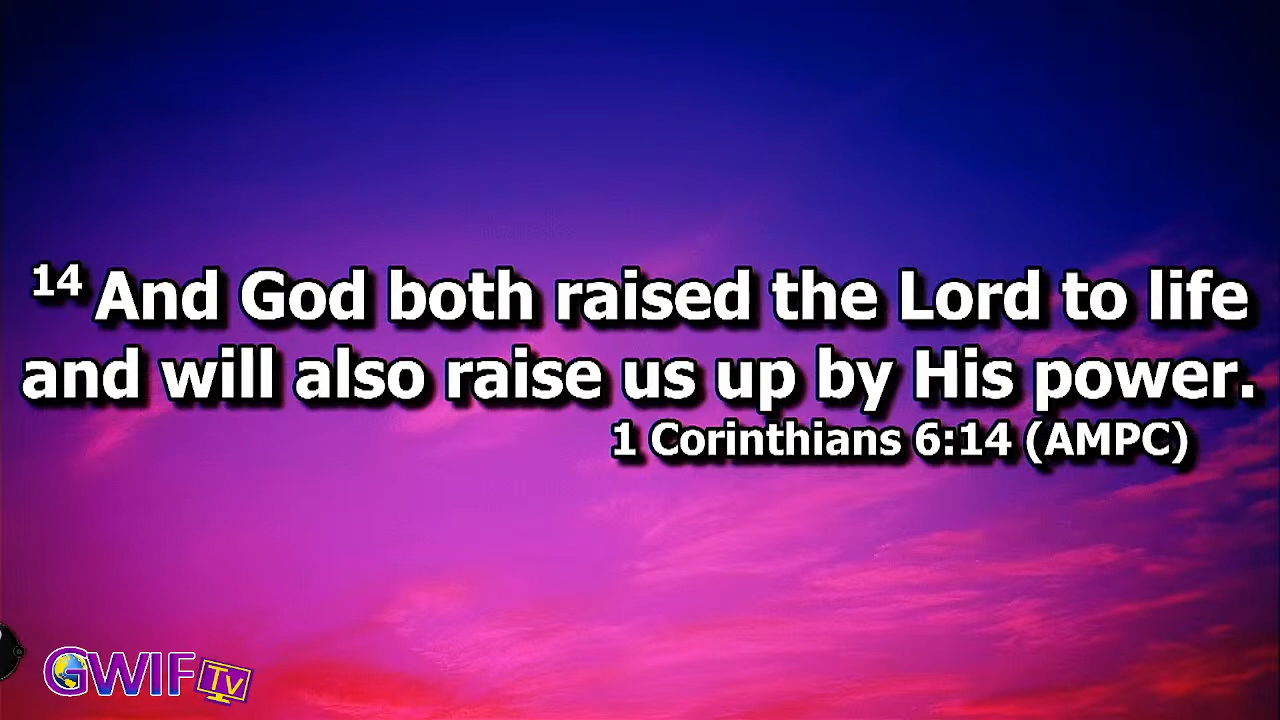 14 And God both raised the Lord to life
and will also raise us up by His power.
1 Corinthians 6:14 (AMPC)
GWIF TV